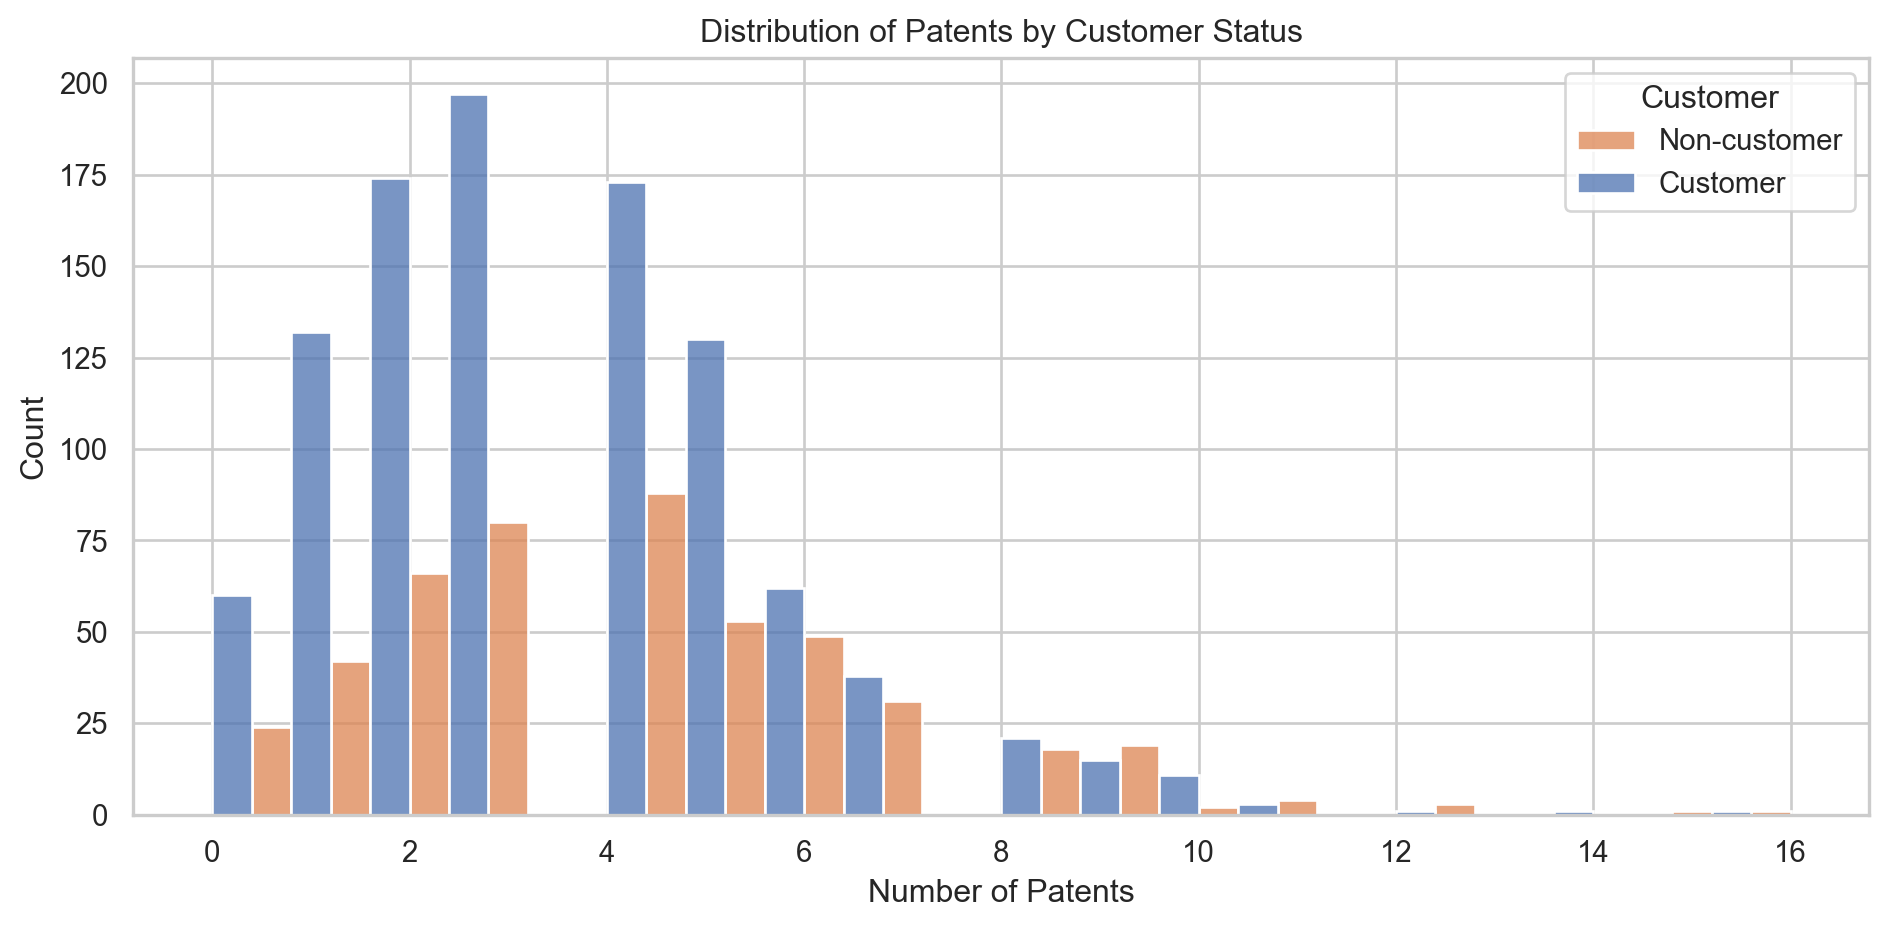 Distribution of Patents by Customer Status
Customer
Non-customer
Customer
Count
200
175
150
125
100
75
50
25
0
0 2 4 6 8 10 12 14 16
Number of Patents